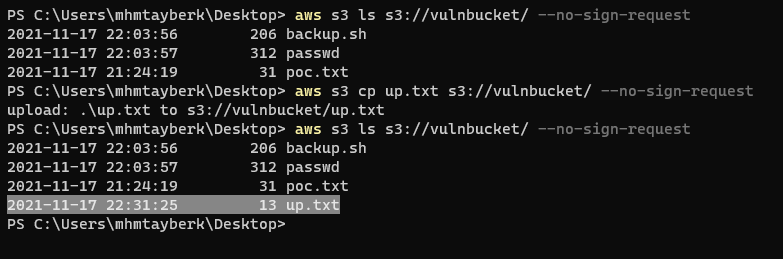 PS C:\Users\mhmtayberk\Desktop> aws s3 ls s3://vulnbucket/ --no-sign-request
2021-11-17 22:03:56        206 backup.sh
2021-11-17 22:03:57        312 passwd
2021-11-17 21:24:19         31 poc.txt
PS C:\Users\mhmtayberk\Desktop> aws s3 cp up.txt s3://vulnbucket/ --no-sign-request
upload: .\up.txt to s3://vulnbucket/up.txt
PS C:\Users\mhmtayberk\Desktop> aws s3 ls s3://vulnbucket/ --no-sign-request
2021-11-17 22:03:56        206 backup.sh
2021-11-17 22:03:57        312 passwd
2021-11-17 21:24:19         31 poc.txt
2021-11-17 22:31:25         13 up.txt
PS C:\Users\mhmtayberk\Desktop>